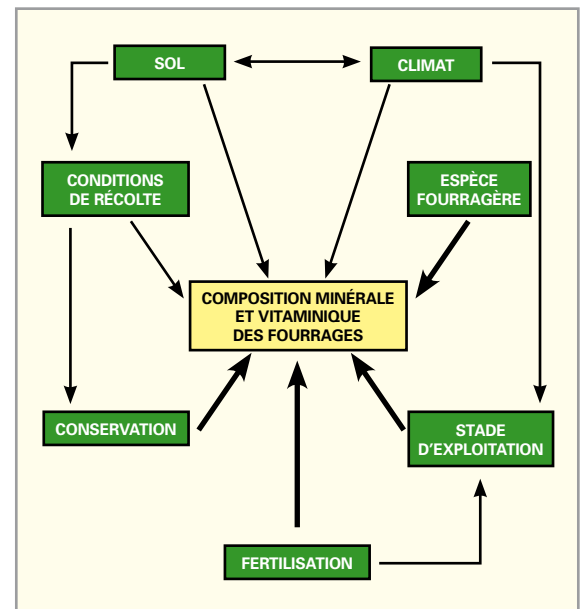 SOL
CLIMAT
CONDITIONS
DE RÉCOLTE
ESPÈCE
FOURRAGÈRE
COMPOSITION MINÉRALE
ET VITAMINIQUE
DES FOURRAGES
CONSERVATION
STADE
D'EXPLOITATION
FERTILISATION